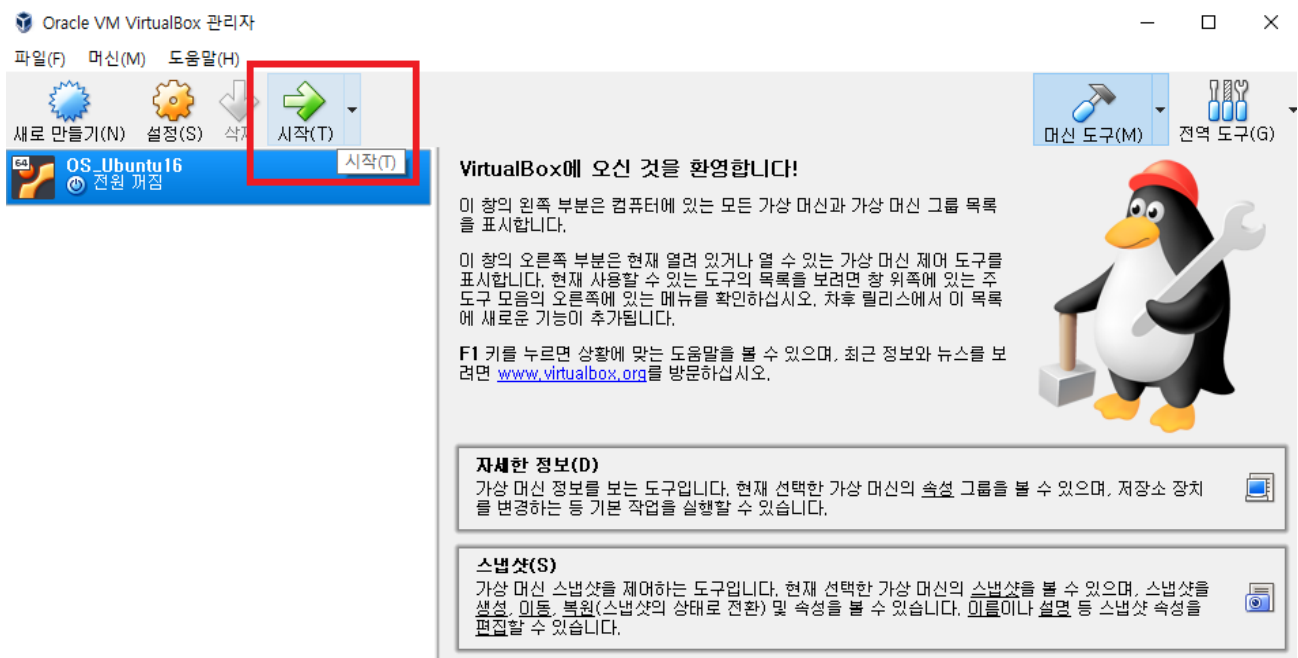 Oracle VM VirtualBox 관리자
파일(F) 머신(M) 도움말(H)
새로 만들기(N) 설정(S) 삭제 시작(T) 머신 도구(M) 전역 도구(G)
시작(T)
64
OS_Ubuntu16
전원 꺼짐
VirtualBox에 오신 것을 환영합니다!
이 창의 왼쪽 부분은 컴퓨터에 있는 모든 가상 머신과 가상 머신 그룹 목록
을 표시합니다.
이 창의 오른쪽 부분은 현재 열려 있거나 열 수 있는 가상 머신 제어 도구를
표시합니다. 현재 사용할 수 있는 도구의 목록을 보려면 창 위쪽에 있는 주
도구 모음의 오른쪽에 있는 메뉴를 확인하십시오. 차후 릴리스에서 이 목록
에 새로운 기능이 추가됩니다.
F1 키를 누르면 상황에 맞는 도움말을 볼 수 있으며, 최근 정보와 뉴스를 보
려면 www.virtualbox.org를 방문하십시오.
자세한 정보(D)
가상 머신 정보를 보는 도구입니다. 현재 선택한 가상 머신의 속성 그룹을 볼 수 있으며, 저장소 장치
를 변경하는 등 기본 작업을 실행할 수 있습니다.
스냅샷(S)
가상 머신 스냅샷을 제어하는 도구입니다. 현재 선택한 가상 머신의 스냅샷을 볼 수 있으며, 스냅샷을
생성, 이동, 복원(스냅샷의 상태로 전환) 및 속성을 볼 수 있습니다. 이름이나 설명 등 스냅샷 속성을
편집할 수 있습니다.